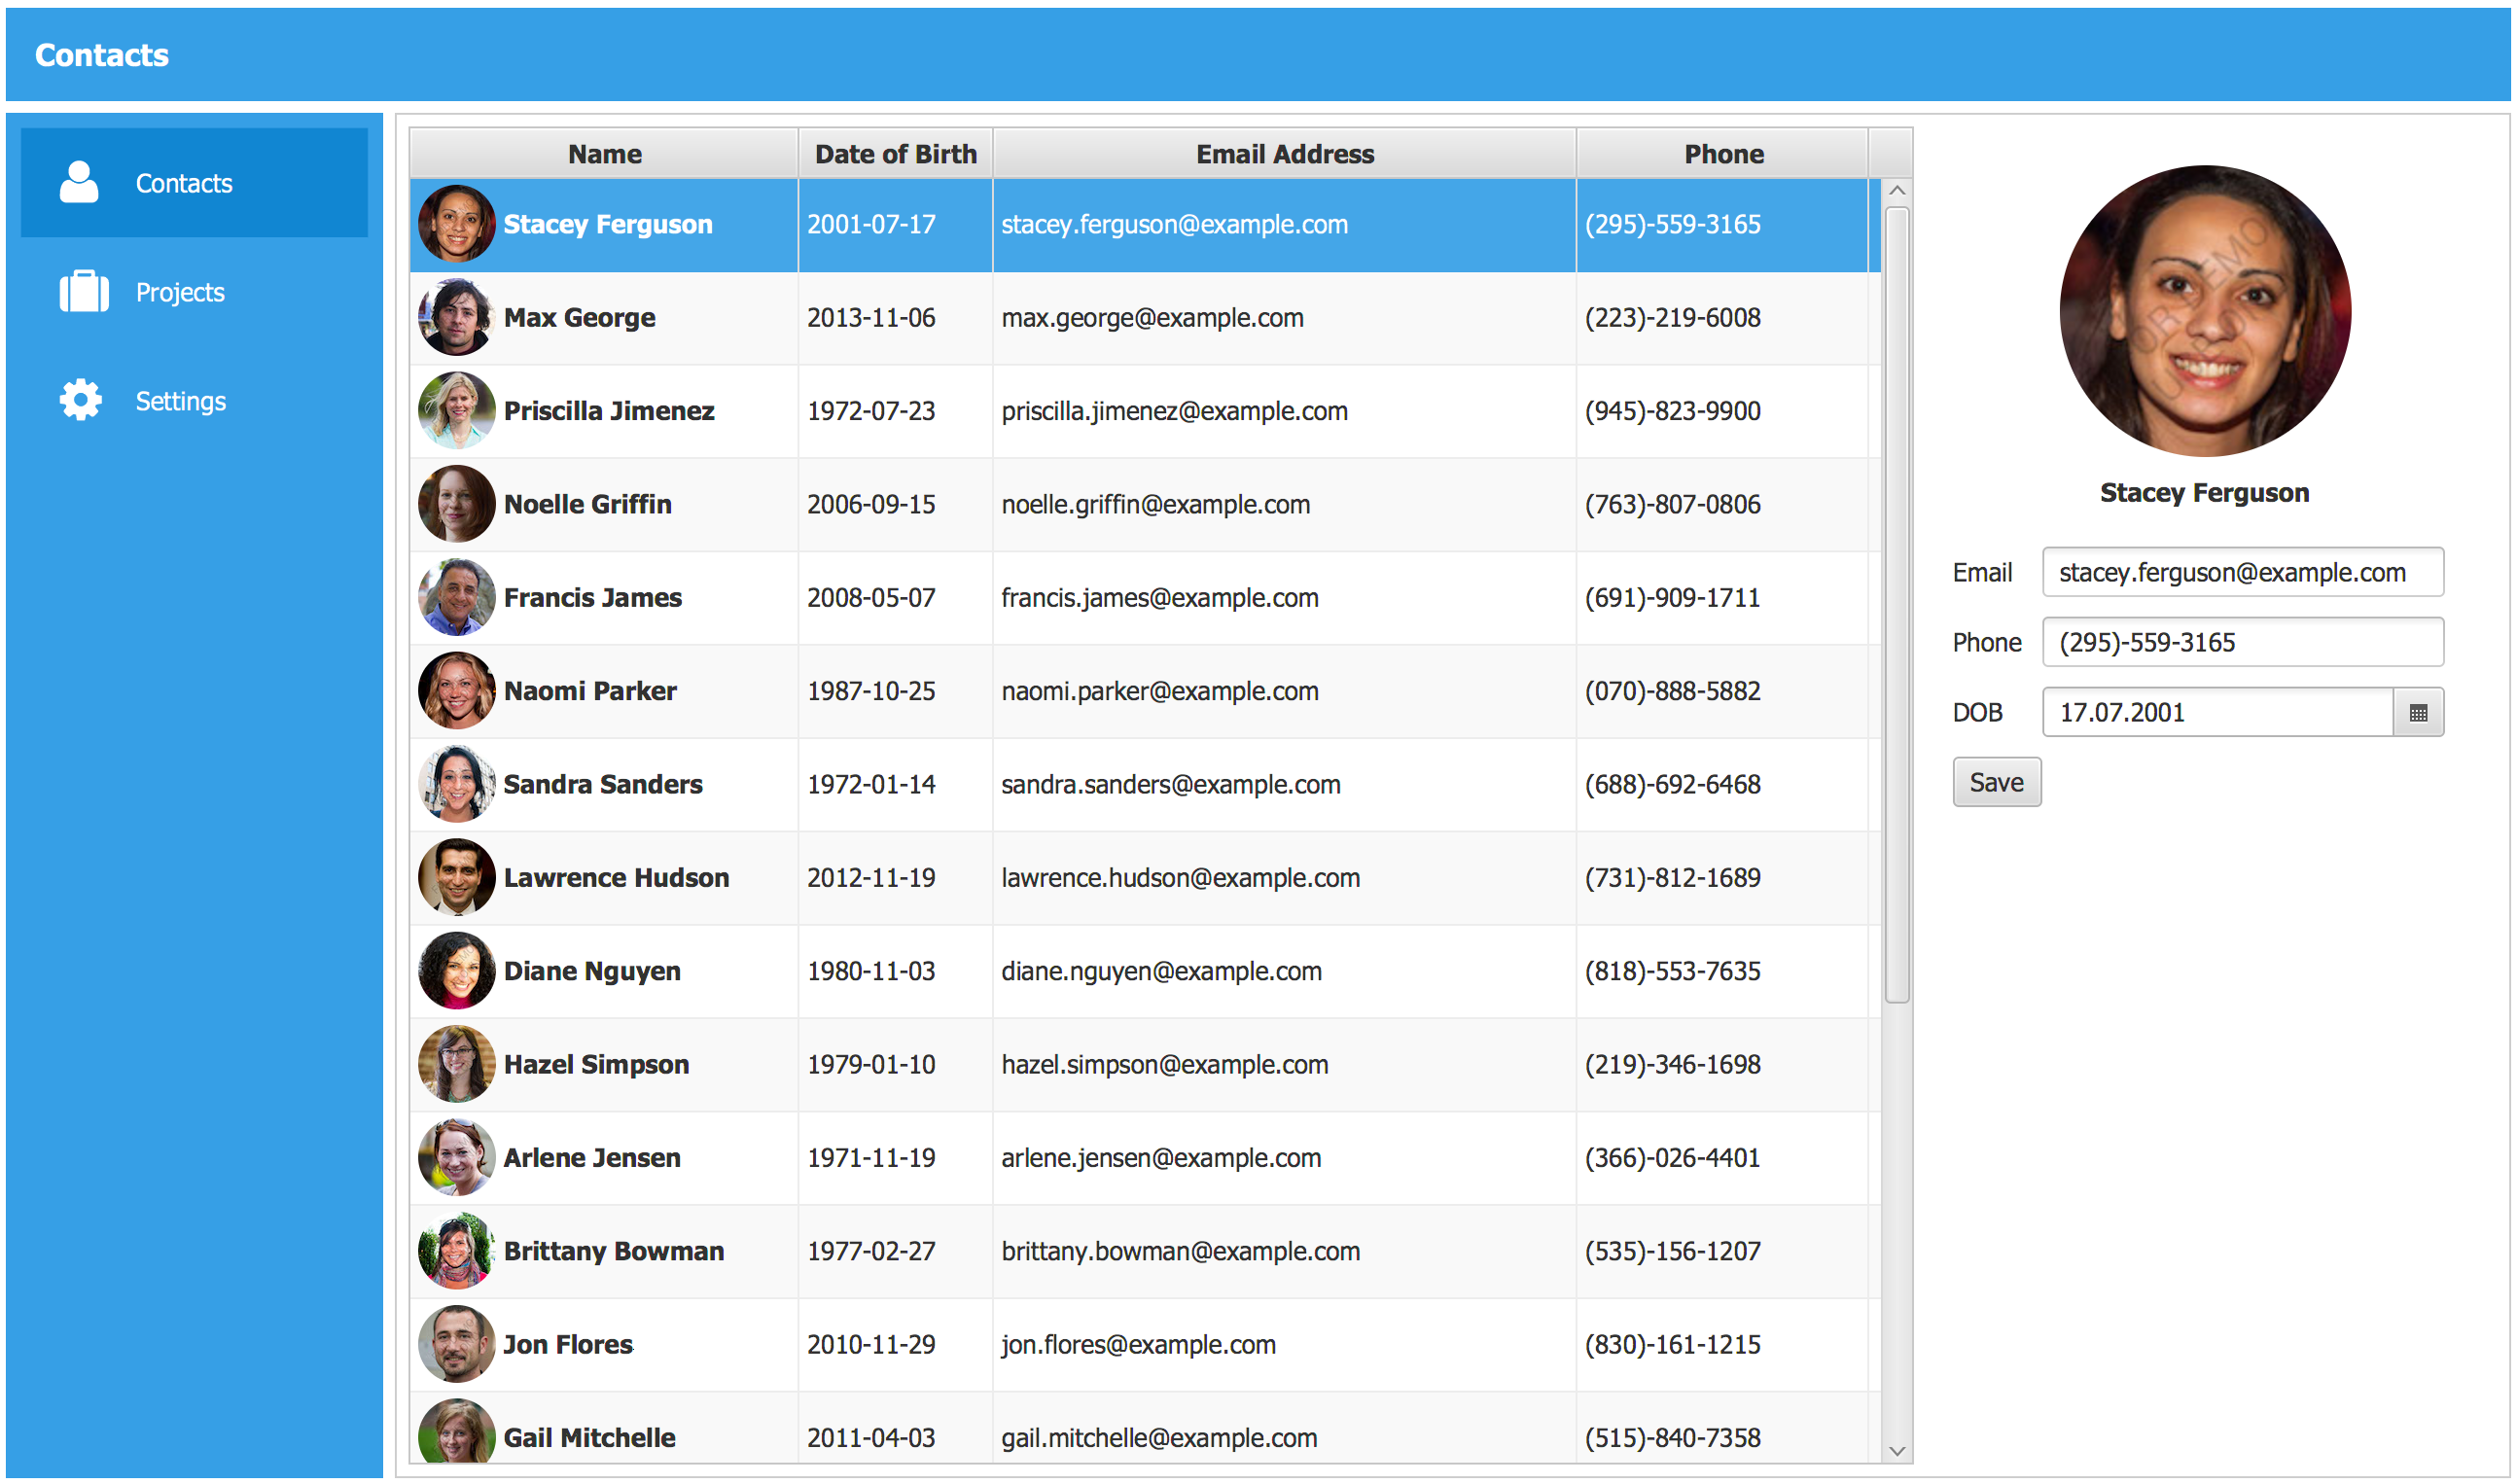 Contacts
Contacts
Projects
Settings
Name Date of Birth Email Address Phone
Stacey Ferguson 2001-07-17 stacey.ferguson@example.com (295)-559-3165
Max George 2013-11-06 max.george@example.com (223)-219-6008
Priscilla Jimenez 1972-07-23 priscilla.jimenez@example.com (945)-823-9900
Noelle Griffin 2006-09-15 noelle.griffin@example.com (763)-807-0806
Francis James 2008-05-07 francis.james@example.com (691)-909-1711
Naomi Parker 1987-10-25 naomi.parker@example.com (070)-888-5882
Sandra Sanders 1972-01-14 sandra.sanders@example.com (688)-692-6468
Lawrence Hudson 2012-11-19 lawrence.hudson@example.com (731)-812-1689
Diane Nguyen 1980-11-03 diane.nguyen@example.com (818)-553-7635
Hazel Simpson 1979-01-10 hazel.simpson@example.com (219)-346-1698
Arlene Jensen 1971-11-19 arlene.jensen@example.com (366)-026-4401
Brittany Bowman 1977-02-27 brittany.bowman@example.com (535)-156-1207
Jon Flores 2010-11-29 jon.flores@example.com (830)-161-1215
Gail Mitchelle 2011-04-03 gail.mitchelle@example.com (515)-840-7358
Stacey Ferguson
Email stacey.ferguson@example.com
Phone (295)-559-3165
DOB 17.07.2001
Save